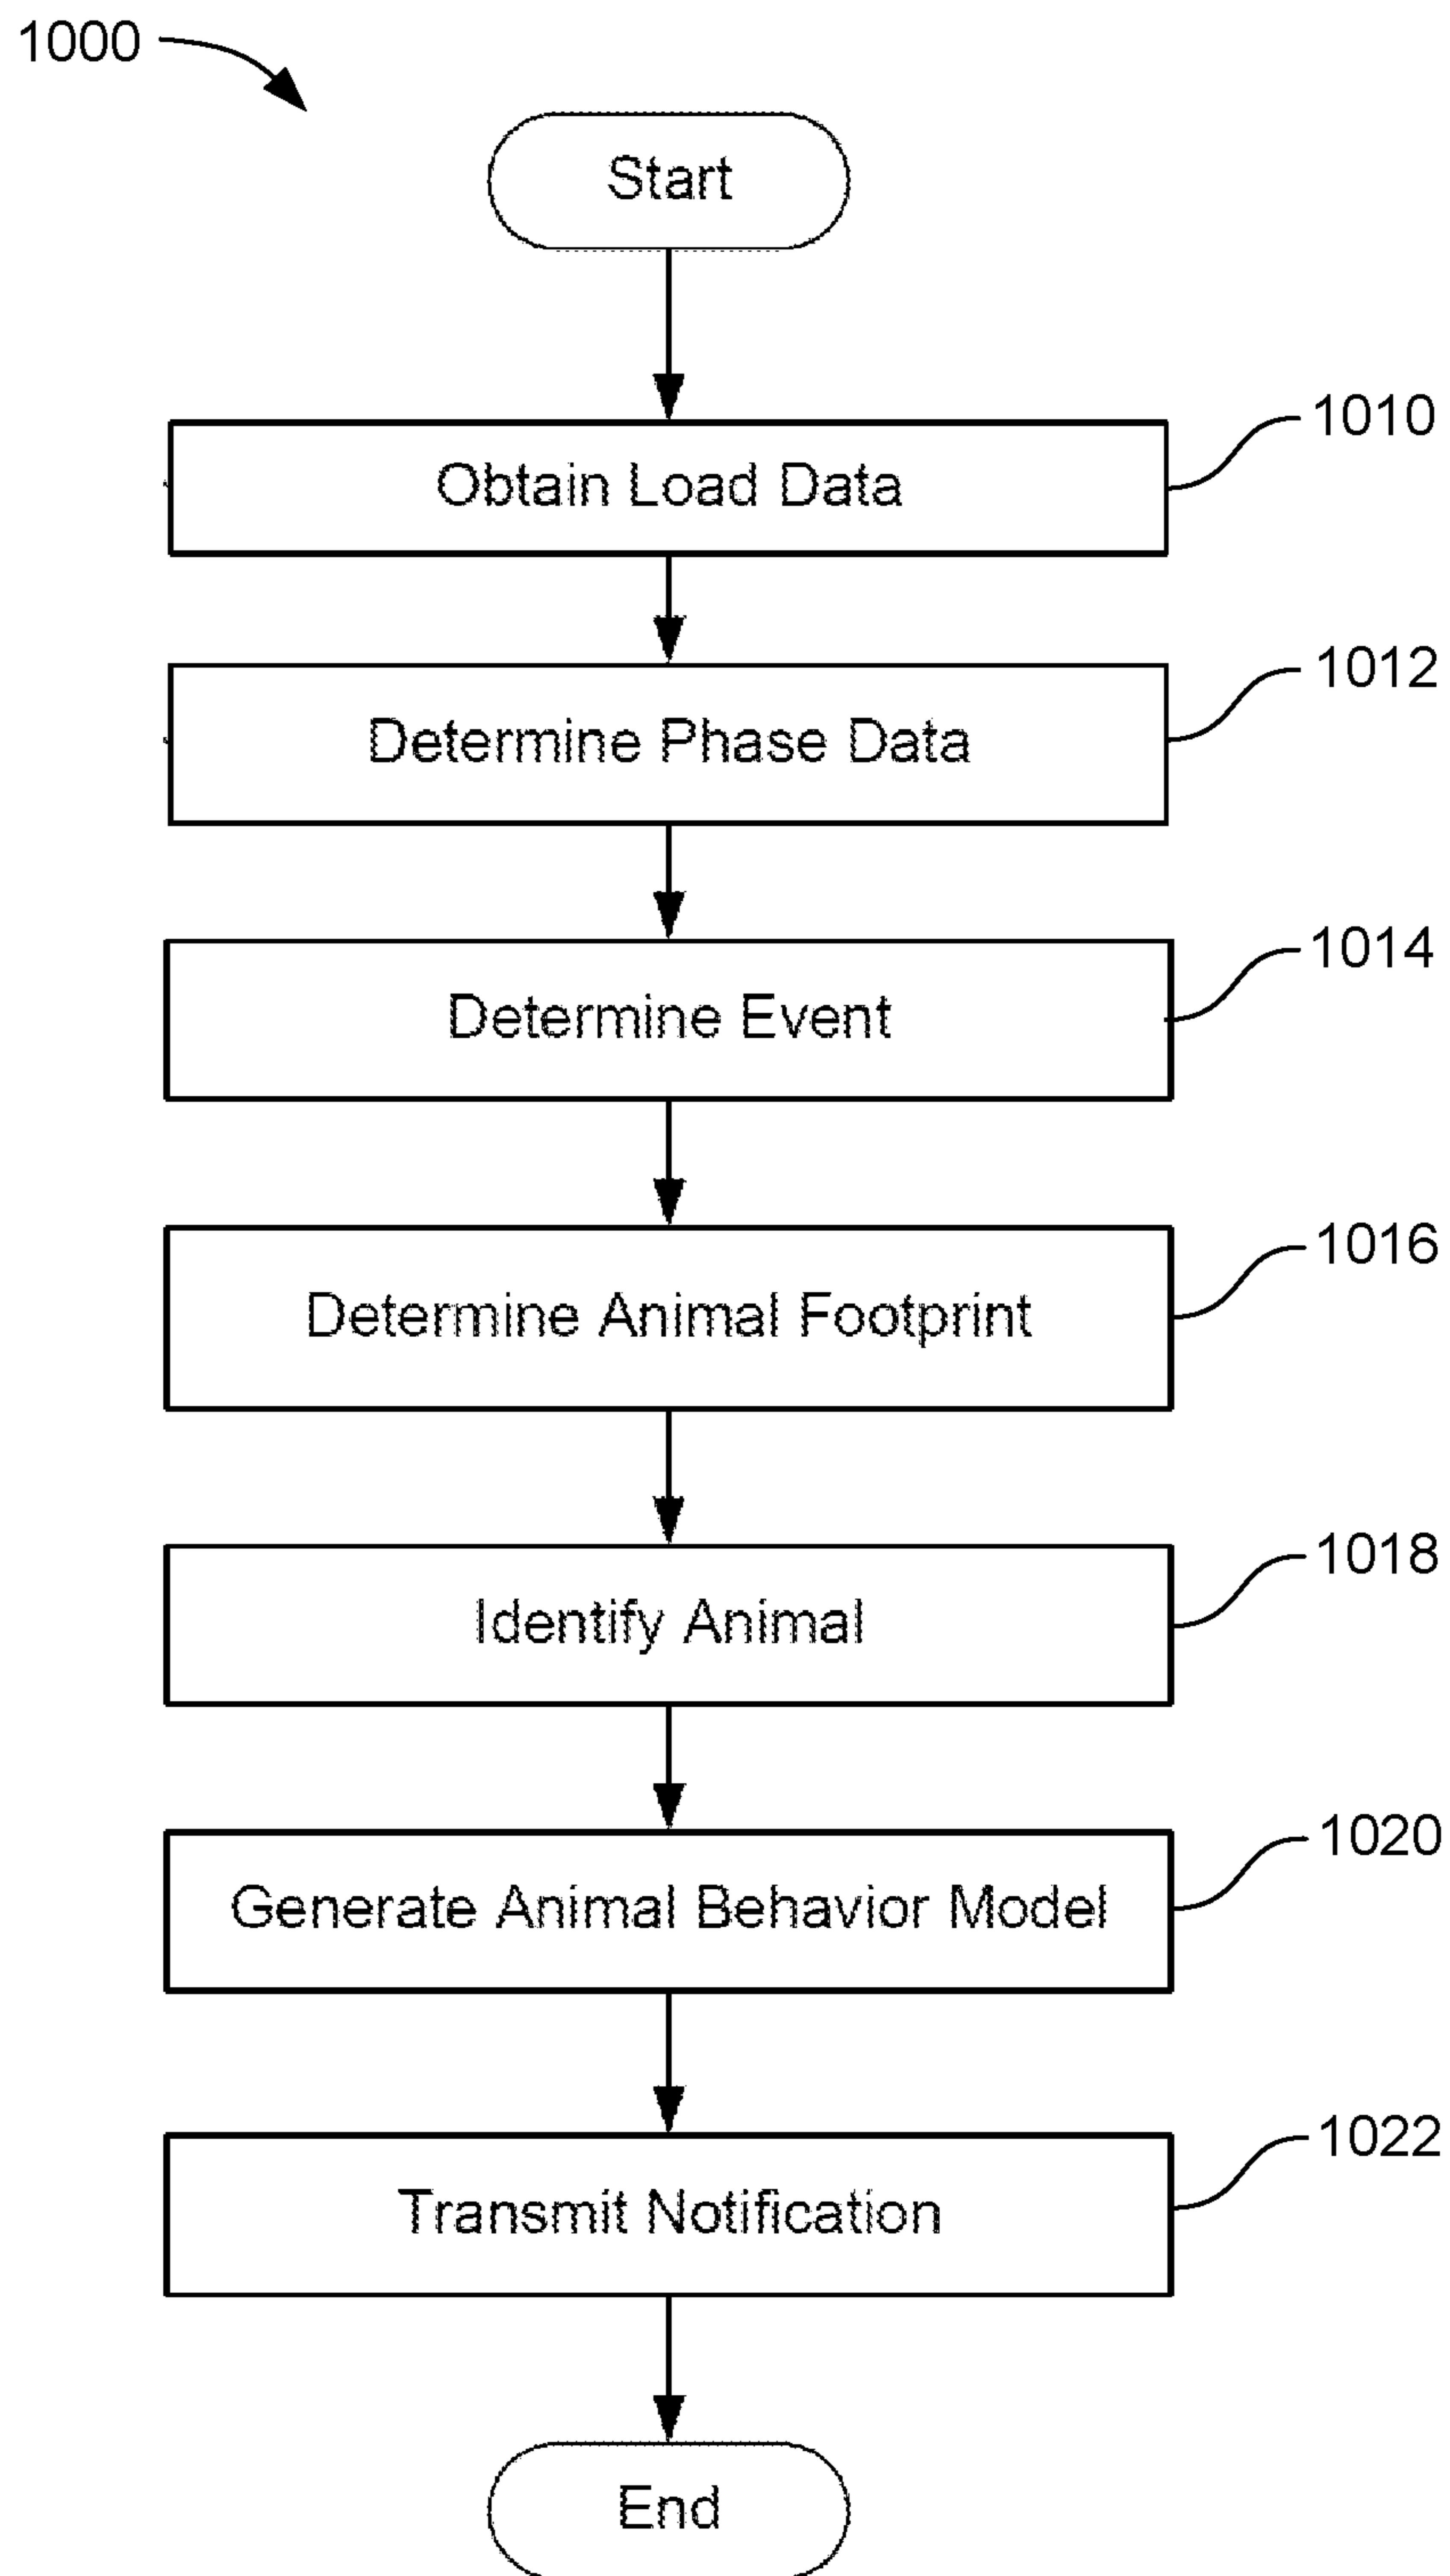 1000
Start
Obtain Load Data
1010
Determine Phase Data
1012
Determine Event
1014
Determine Animal Footprint
1016
Identify Animal
1018
Generate Animal Behavior Model
1020
Transmit Notification
1022
End